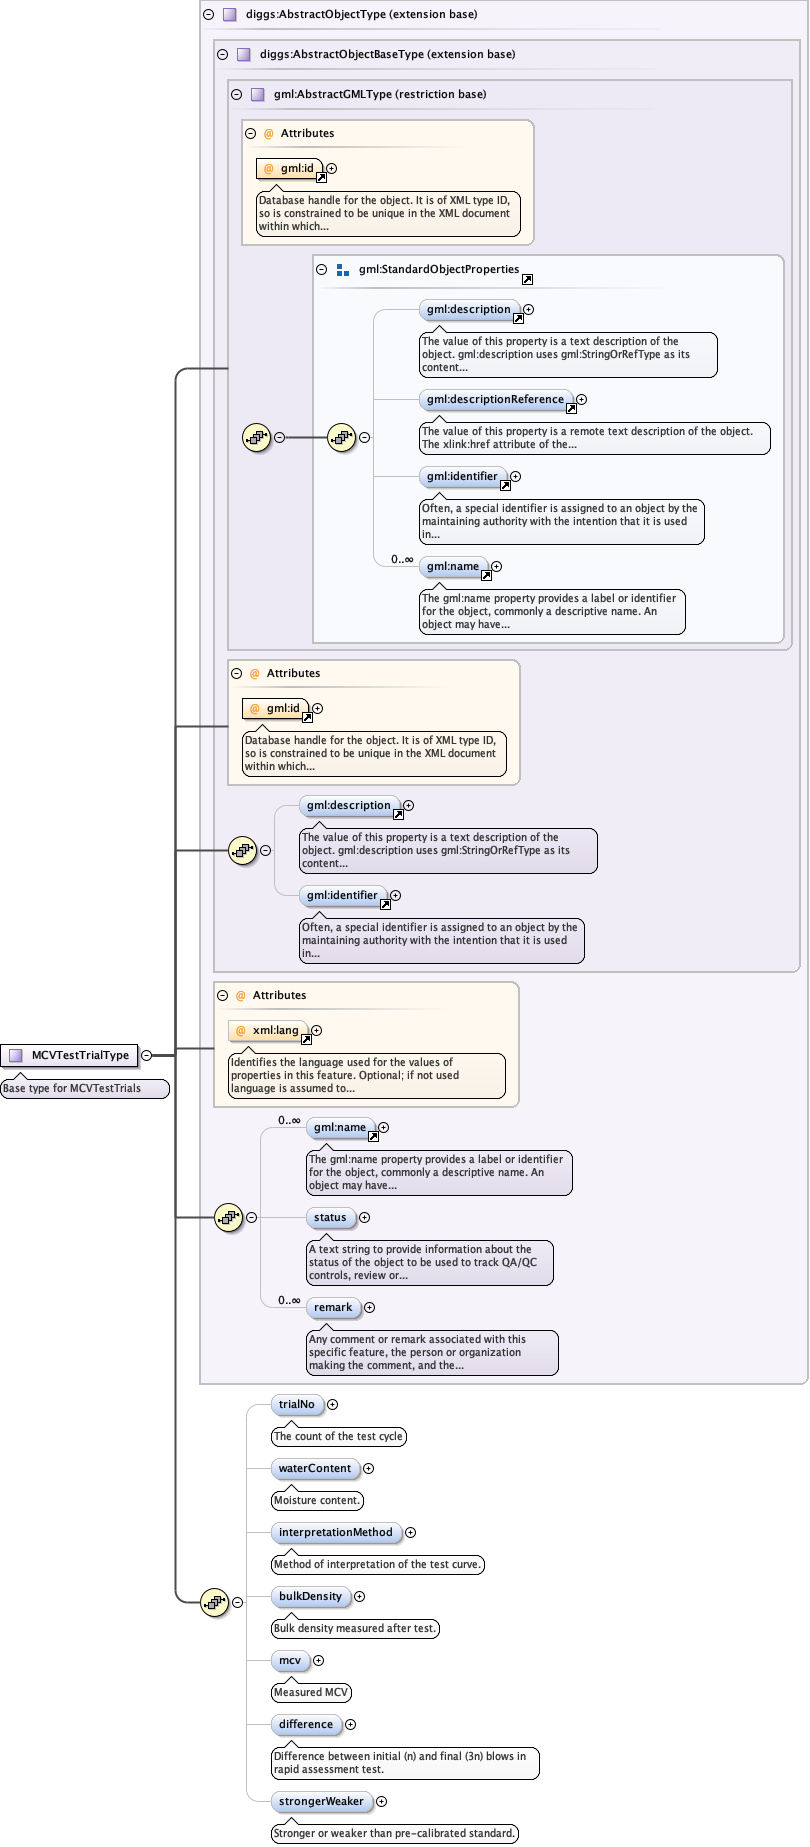 diggs:AbstractObjectType (extension base)
diggs:AbstractObjectBaseType (extension base)
gml:AbstractGMLType (restriction base)
@ Attributes
@ gml:id
Database handle for the object. It is of XML type ID,
so is constrained to be unique in the XML document
within which...
gml:StandardObjectProperties
gml:description
The value of this property is a text description of the
object. gml:description uses gml:StringOrRefType as its
content...
gml:descriptionReference
The value of this property is a remote text description of the object.
The xlink:href attribute of the...
gml:identifier
Often, a special identifier is assigned to an object by the
maintaining authority with the intention that it is used
in...
0..∞
gml:name
The gml:name property provides a label or identifier
for the object, commonly a descriptive name. An
object may have...
@ Attributes
@ gml:id
Database handle for the object. It is of XML type ID,
so is constrained to be unique in the XML document
within which...
gml:description
The value of this property is a text description of the
object. gml:description uses gml:StringOrRefType as its
content...
gml:identifier
Often, a special identifier is assigned to an object by the
maintaining authority with the intention that it is used
in...
@ Attributes
@ xml:lang
Identifies the language used for the values of
properties in this feature. Optional; if not used
language is assumed to...
MCVTestTrialType
Base type for MCVTestTrials
0..∞
gml:name
The gml:name property provides a label or identifier
for the object, commonly a descriptive name. An
object may have...
status
A text string to provide information about the
status of the object to be used to track QA/QC
controls, review or...
0..∞
remark
Any comment or remark associated with this
specific feature, the person or organization
making the comment, and the...
trialNo
The count of the test cycle
waterContent
Moisture content.
interpretationMethod
Method of interpretation of the test curve.
bulkDensity
Bulk density measured after test.
mcv
Measured MCV
difference
Difference between initial (n) and final (3n) blows in
rapid assessment test.
strongerWeaker
Stronger or weaker than pre-calibrated standard.